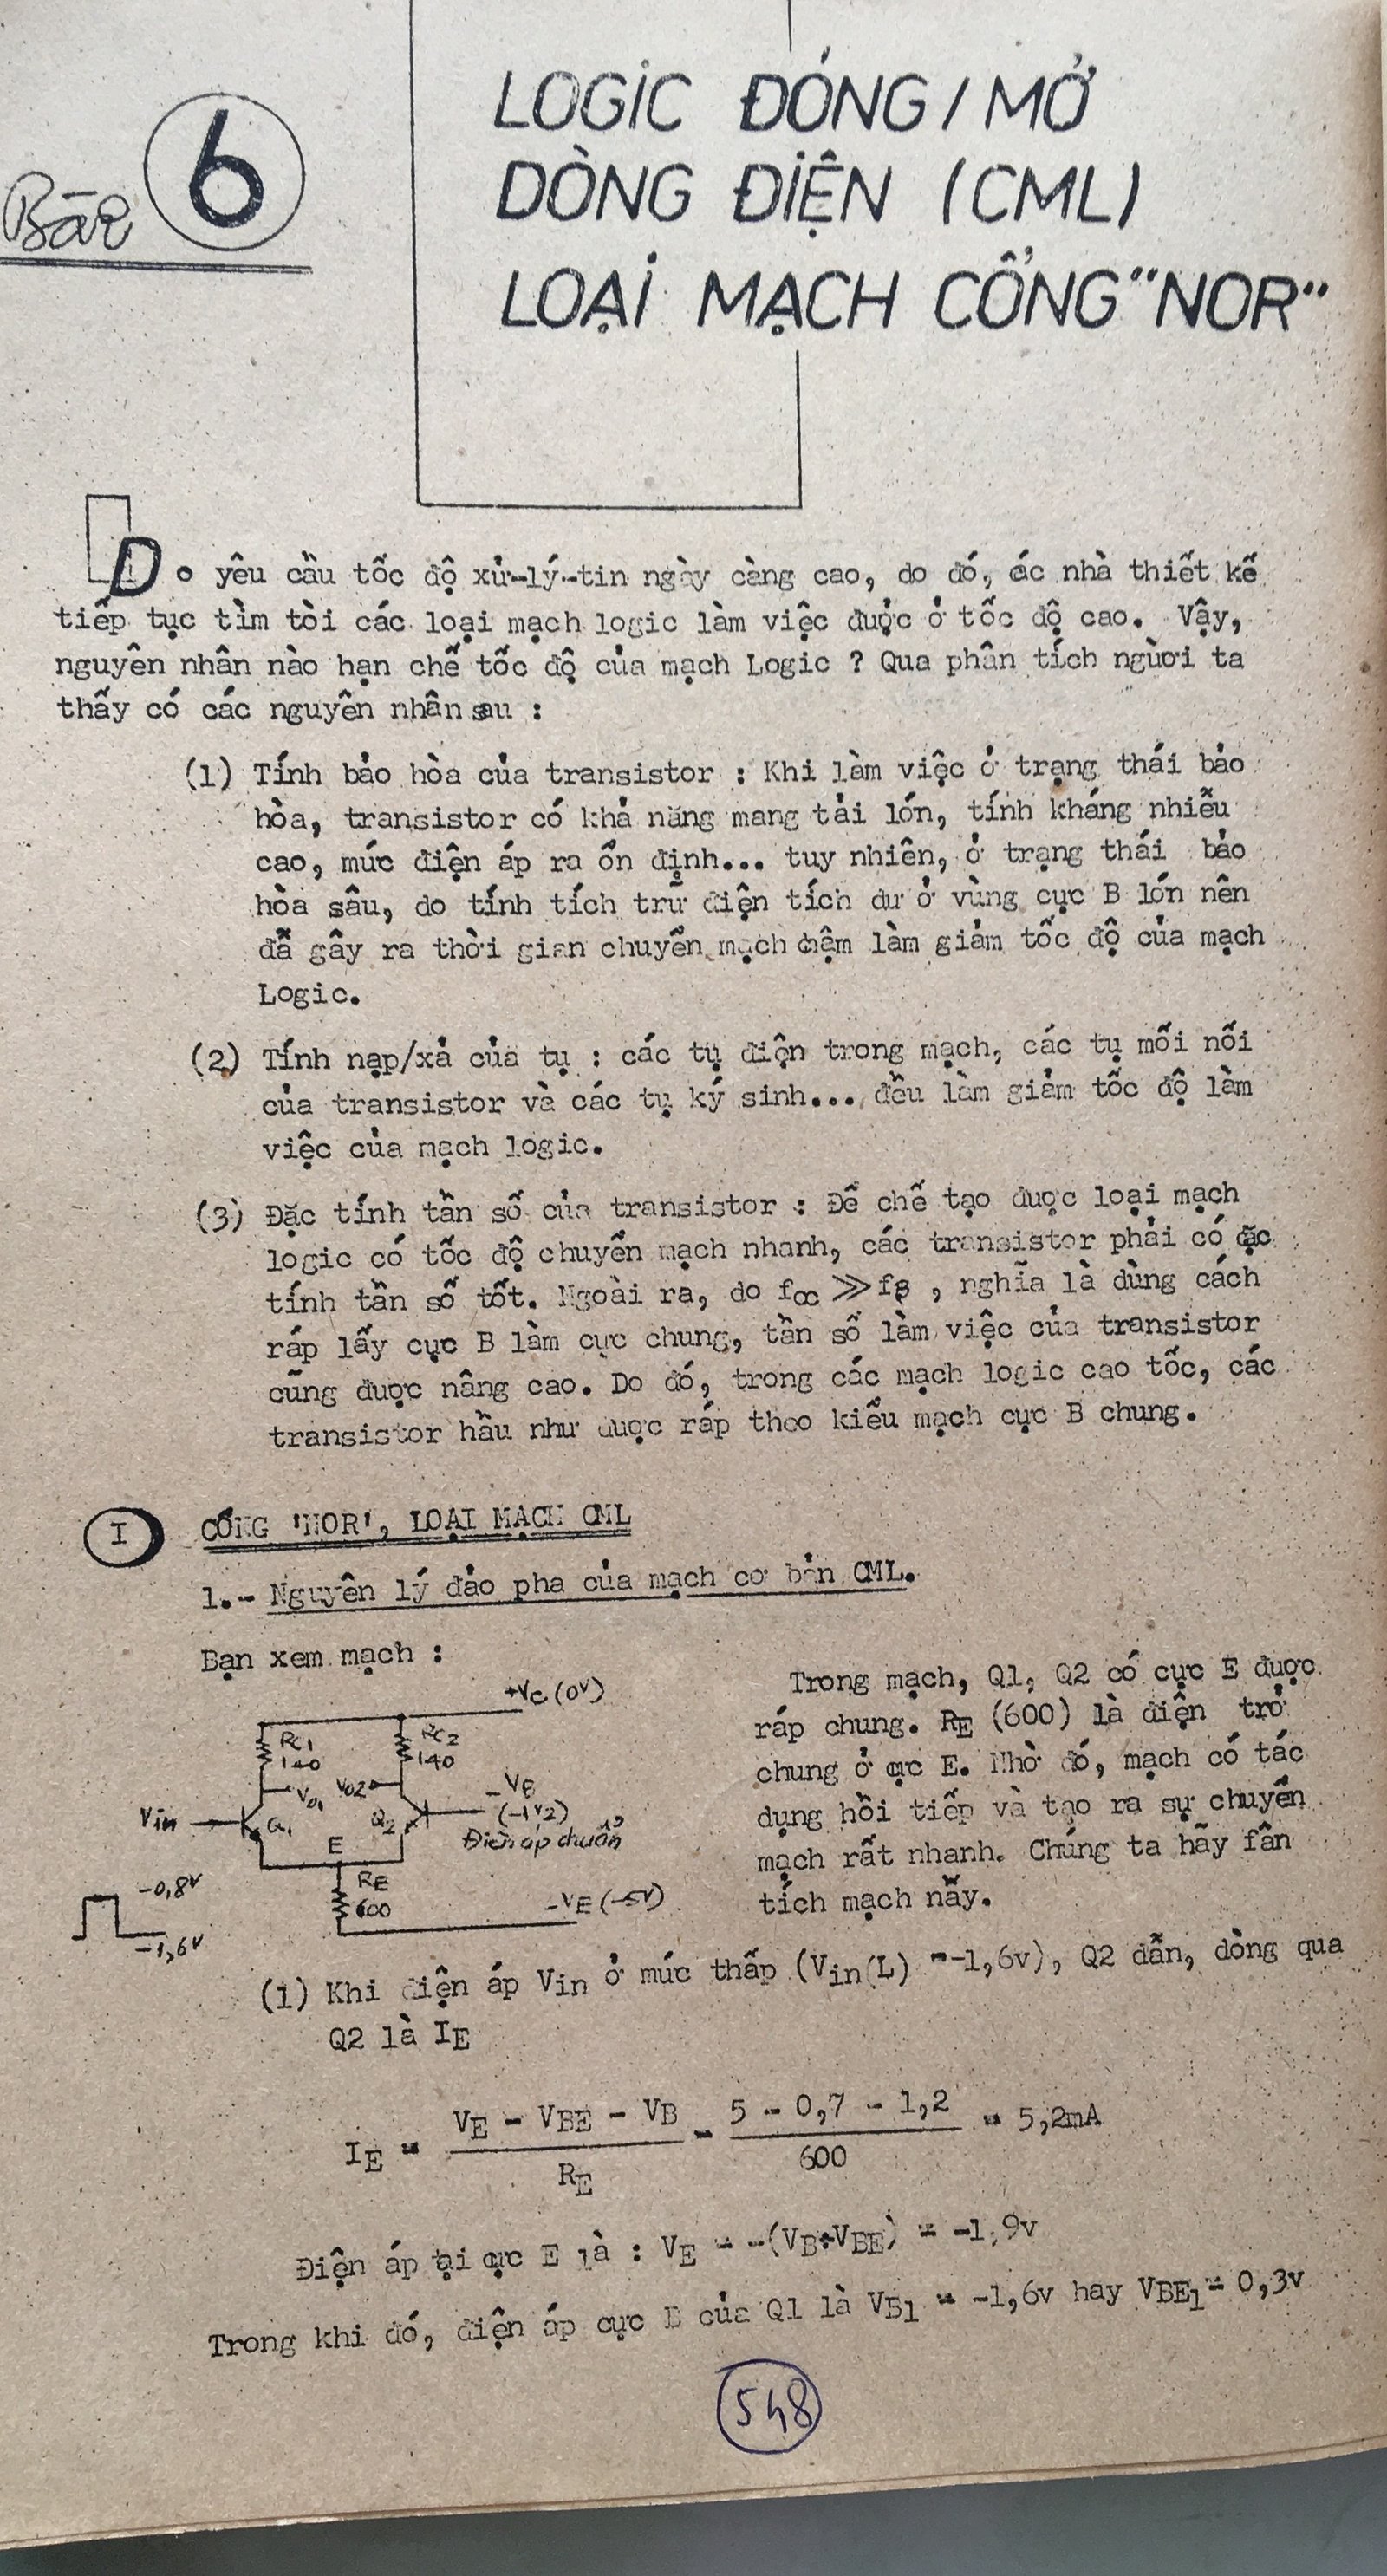 Bài 6
LOGIC ĐÓNG / MỞ
DÒNG ĐIỆN (CML)
LOẠI MẠCH CỔNG "NOR"
Do yêu cầu tốc độ xử-lý-tin ngày càng cao, do đó, các nhà thiết kế
tiếp tục tìm tòi các loại mạch logic làm việc được ở tốc độ cao. Vậy,
nguyên nhân nào hạn chế tốc độ của mạch Logic ? Qua phân tích người ta
thấy có các nguyên nhân sau :
(1) Tính bảo hòa của transistor : Khi làm việc ở trạng thái bảo
hòa, transistor có khả năng mang tải lớn, tính kháng nhiễu
cao, mức điện áp ra ổn định... tuy nhiên, ở trạng thái bảo
hòa sâu, do tính tích trữ điện tích dư ở vùng cực B lớn nên
đã gây ra thời gian chuyển mạch chậm làm giảm tốc độ của mạch
Logic.
(2) Tính nạp/xả của tụ : các tụ điện trong mạch, các tụ mối nối
của transistor và các tụ ký sinh... đều làm giảm tốc độ làm
việc của mạch logic.
(3) Đặc tính tần số của transistor : Để chế tạo được loại mạch
logic có tốc độ chuyển mạch nhanh, các transistor phải có đặc
tính tần số tốt. Ngoài ra, do fα ≫ fβ , nghĩa là dùng cách
ráp lấy cực B làm cực chung, tần số làm việc của transistor
cũng được nâng cao. Do đó, trong các mạch logic cao tốc, các
transistor hầu như được ráp theo kiểu mạch cực B chung.
I CỔNG 'NOR', LOẠI MẠCH CML
1.- Nguyên lý đảo pha của mạch cơ bản CML.
Bạn xem mạch :
+VC (0V)
RC1
140
RC2
140
Vo1
Vo2
-VB
(-1V2)
Điện áp chuẩn
Vin
Q1
Q2
E
RE
600
-VE (-5V)
-0,8V
-1,6V
Trong mạch, Q1, Q2 có cực E được
ráp chung. RE (600) là điện trở
chung ở cực E. Nhờ đó, mạch có tác
dụng hồi tiếp và tạo ra sự chuyển
mạch rất nhanh. Chúng ta hãy fân
tích mạch nầy.
(1) Khi điện áp Vin ở mức thấp (Vin(L) = -1,6v), Q2 dẫn, dòng qua
Q2 là IE
IE = (VE - VBE - VB) / RE = (5 - 0,7 - 1,2) / 600 = 5,2mA
Điện áp tại cực E là : VE = -(VB+VBE) = -1,9v
Trong khi đó, điện áp cực B của Q1 là VB1 = -1,6v hay VBE1 = 0,3v
548